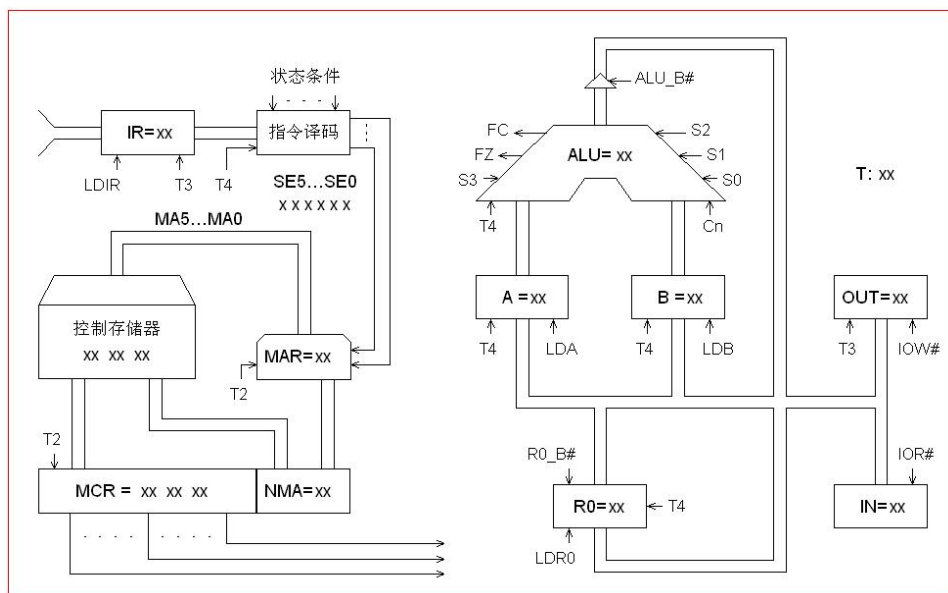 状态条件
IR=xx
指令译码
LDIR
T3
T4
SE5...SE0
x x x x x x
MA5...MA0
控制存储器
xx xx xx
MAR=xx
T2
T2
MCR = xx xx xx
NMA=xx
ALU_B#
FC
S2
FZ
ALU= xx
S1
S3
S0
T4
Cn
T: xx
A =xx
B =xx
OUT=xx
T4
LDA
T4
LDB
T3
IOW#
R0_B#
IOR#
R0=xx
T4
IN=xx
LDR0